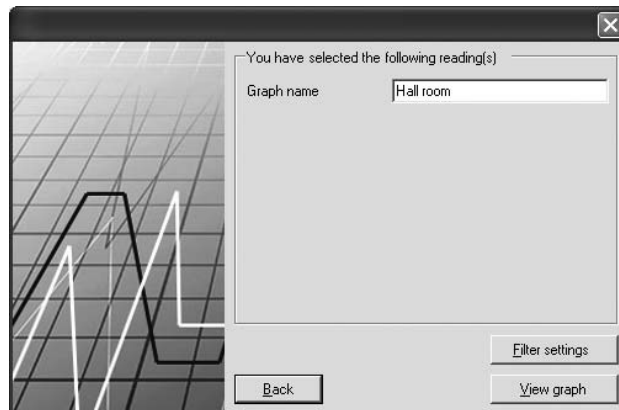 You have selected the following reading(s)
Graph name Hall room
Filter settings
Back View graph